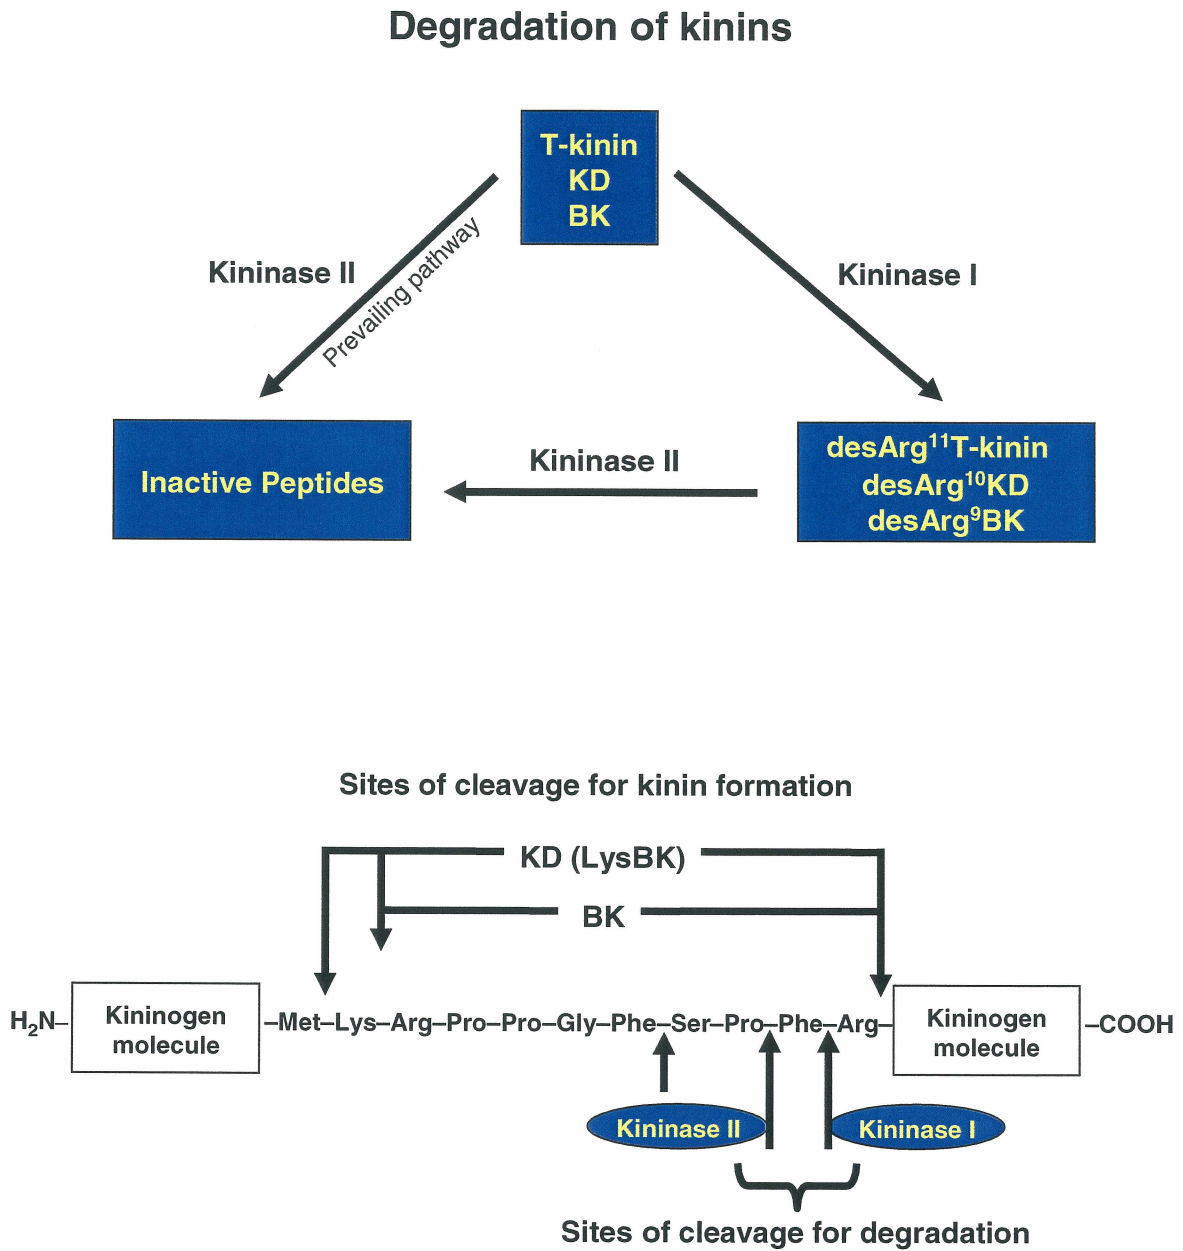 Degradation of kinins
T-kinin
KD
BK
Kininase II
Prevailing pathway
Kininase I
Inactive Peptides
Kininase II
desArg¹¹T-kinin
desArg¹⁰KD
desArg⁹BK
Sites of cleavage for kinin formation
KD (LysBK)
BK
H₂N–
Kininogen
molecule
–Met–Lys–Arg–Pro–Pro–Gly–Phe–Ser–Pro–Phe–Arg–
Kininogen
molecule
–COOH
Kininase II
Kininase I
Sites of cleavage for degradation